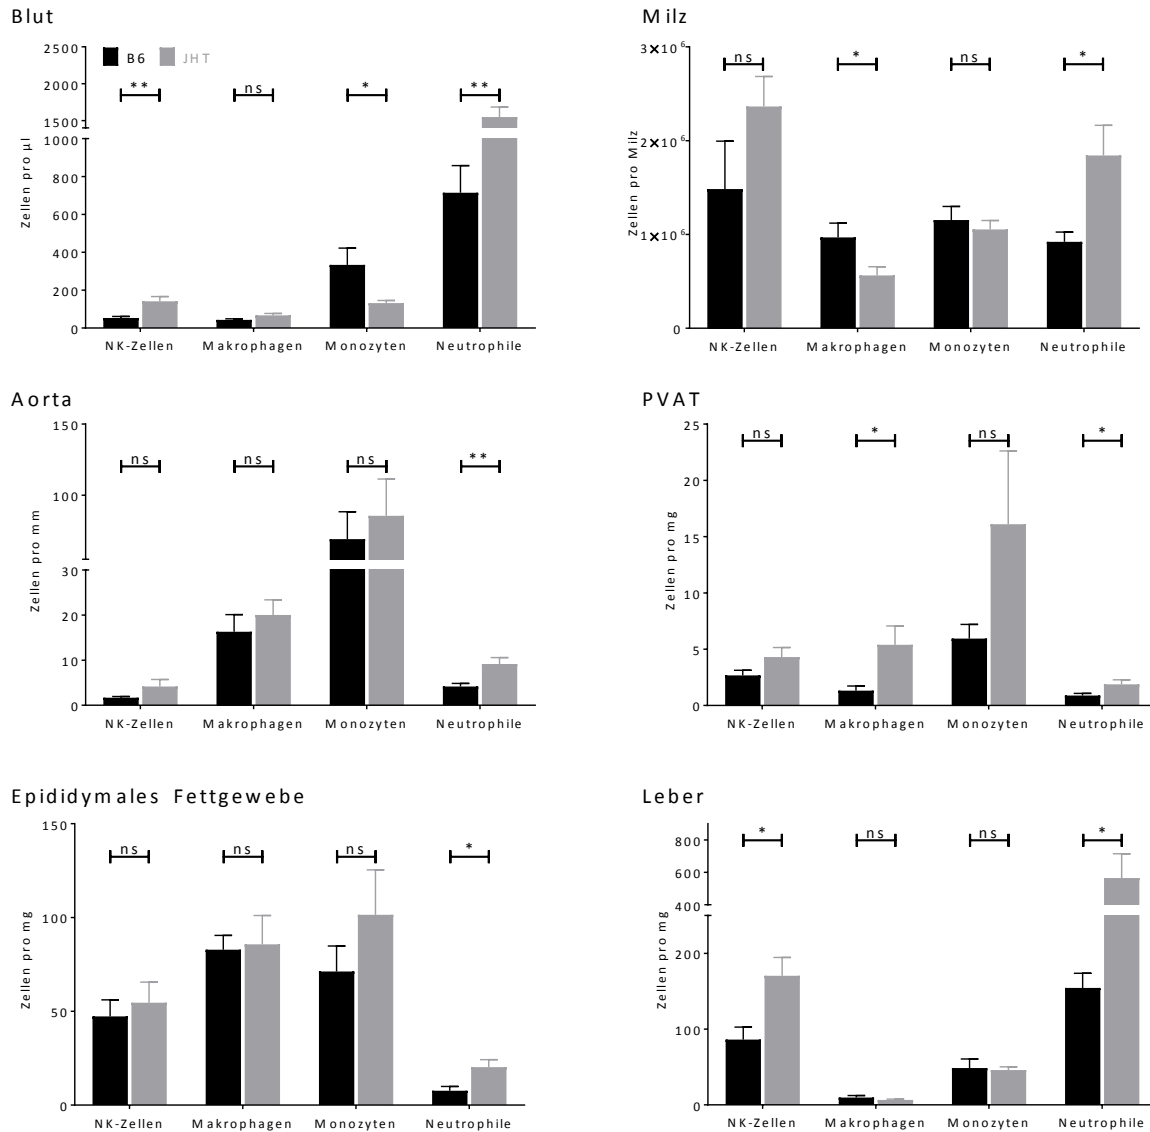 Blut
2500
2000
1500
1000
800
600
400
200
0
Zellen pro µl
B6
JHT
**
ns
*
**
NK-Zellen
Makrophagen
Monozyten
Neutrophile
Milz
3×10⁶
2×10⁶
1×10⁶
0
Zellen pro Milz
ns
*
ns
*
NK-Zellen
Makrophagen
Monozyten
Neutrophile
Aorta
150
100
30
20
10
0
Zellen pro mm
ns
ns
ns
**
NK-Zellen
Makrophagen
Monozyten
Neutrophile
PVAT
25
20
15
10
5
0
Zellen pro mg
ns
*
ns
*
NK-Zellen
Makrophagen
Monozyten
Neutrophile
Epididymales Fettgewebe
150
100
50
0
Zellen pro mg
ns
ns
ns
*
NK-Zellen
Makrophagen
Monozyten
Neutrophile
Leber
800
600
400
200
100
0
Zellen pro mg
*
ns
ns
*
NK-Zellen
Makrophagen
Monozyten
Neutrophile